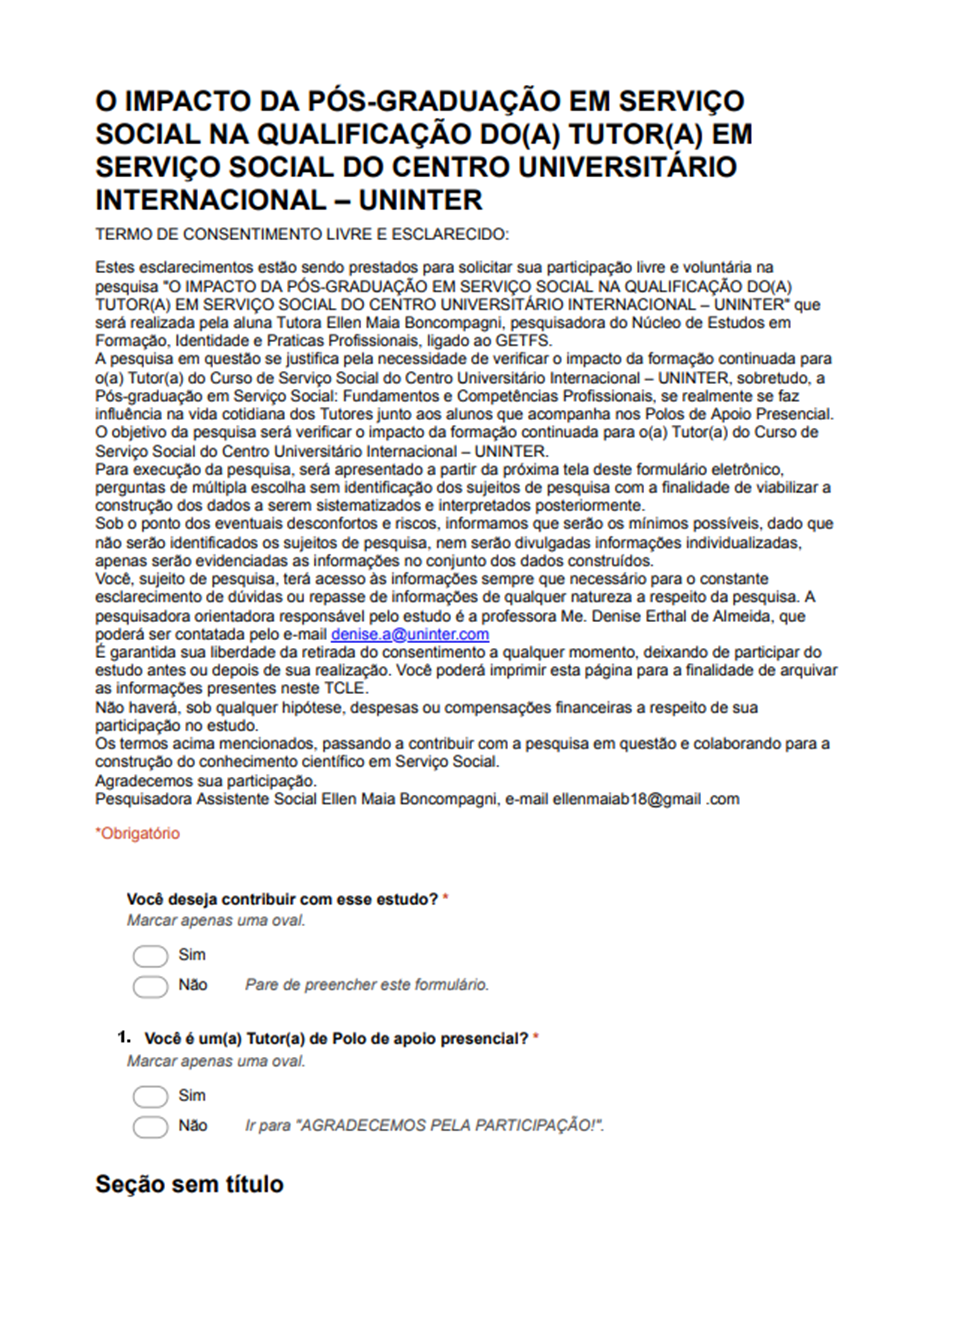 O IMPACTO DA PÓS-GRADUAÇÃO EM SERVIÇO
SOCIAL NA QUALIFICAÇÃO DO(A) TUTOR(A) EM
SERVIÇO SOCIAL DO CENTRO UNIVERSITÁRIO
INTERNACIONAL – UNINTER
TERMO DE CONSENTIMENTO LIVRE E ESCLARECIDO:
Estes esclarecimentos estão sendo prestados para solicitar sua participação livre e voluntária na
pesquisa "O IMPACTO DA PÓS-GRADUAÇÃO EM SERVIÇO SOCIAL NA QUALIFICAÇÃO DO(A)
TUTOR(A) EM SERVIÇO SOCIAL DO CENTRO UNIVERSITÁRIO INTERNACIONAL – UNINTER" que
será realizada pela aluna Tutora Ellen Maia Boncompagni, pesquisadora do Núcleo de Estudos em
Formação, Identidade e Praticas Profissionais, ligado ao GETFS.
A pesquisa em questão se justifica pela necessidade de verificar o impacto da formação continuada para
o(a) Tutor(a) do Curso de Serviço Social do Centro Universitário Internacional – UNINTER, sobretudo, a
Pós-graduação em Serviço Social: Fundamentos e Competências Profissionais, se realmente se faz
influência na vida cotidiana dos Tutores junto aos alunos que acompanha nos Polos de Apoio Presencial.
O objetivo da pesquisa será verificar o impacto da formação continuada para o(a) Tutor(a) do Curso de
Serviço Social do Centro Universitário Internacional – UNINTER.
Para execução da pesquisa, será apresentado a partir da próxima tela deste formulário eletrônico,
perguntas de múltipla escolha sem identificação dos sujeitos de pesquisa com a finalidade de viabilizar a
construção dos dados a serem sistematizados e interpretados posteriormente.
Sob o ponto dos eventuais desconfortos e riscos, informamos que serão os mínimos possíveis, dado que
não serão identificados os sujeitos de pesquisa, nem serão divulgadas informações individualizadas,
apenas serão evidenciadas as informações no conjunto dos dados construídos.
Você, sujeito de pesquisa, terá acesso às informações sempre que necessário para o constante
esclarecimento de dúvidas ou repasse de informações de qualquer natureza a respeito da pesquisa. A
pesquisadora orientadora responsável pelo estudo é a professora Me. Denise Erthal de Almeida, que
poderá ser contatada pelo e-mail denise.a@uninter.com
É garantida sua liberdade da retirada do consentimento a qualquer momento, deixando de participar do
estudo antes ou depois de sua realização. Você poderá imprimir esta página para a finalidade de arquivar
as informações presentes neste TCLE.
Não haverá, sob qualquer hipótese, despesas ou compensações financeiras a respeito de sua
participação no estudo.
Os termos acima mencionados, passando a contribuir com a pesquisa em questão e colaborando para a
construção do conhecimento científico em Serviço Social.
Agradecemos sua participação.
Pesquisadora Assistente Social Ellen Maia Boncompagni, e-mail ellenmaiab18@gmail .com
*Obrigatório
Você deseja contribuir com esse estudo? *
Marcar apenas uma oval.
Sim
Não Pare de preencher este formulário.
1. Você é um(a) Tutor(a) de Polo de apoio presencial? *
Marcar apenas uma oval.
Sim
Não Ir para "AGRADECEMOS PELA PARTICIPAÇÃO!".
Seção sem título